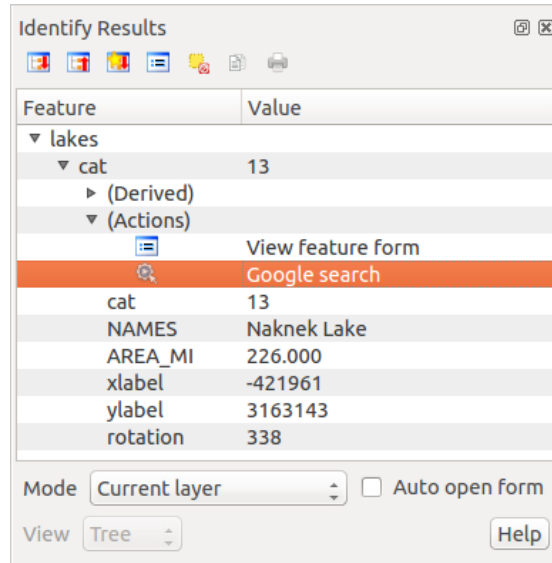 Identify Results
Feature Value
lakes
cat 13
(Derived)
(Actions)
View feature form
Google search
cat 13
NAMES Naknek Lake
AREA_MI 226.000
xlabel -421961
ylabel 3163143
rotation 338
Mode Current layer Auto open form
View Tree Help